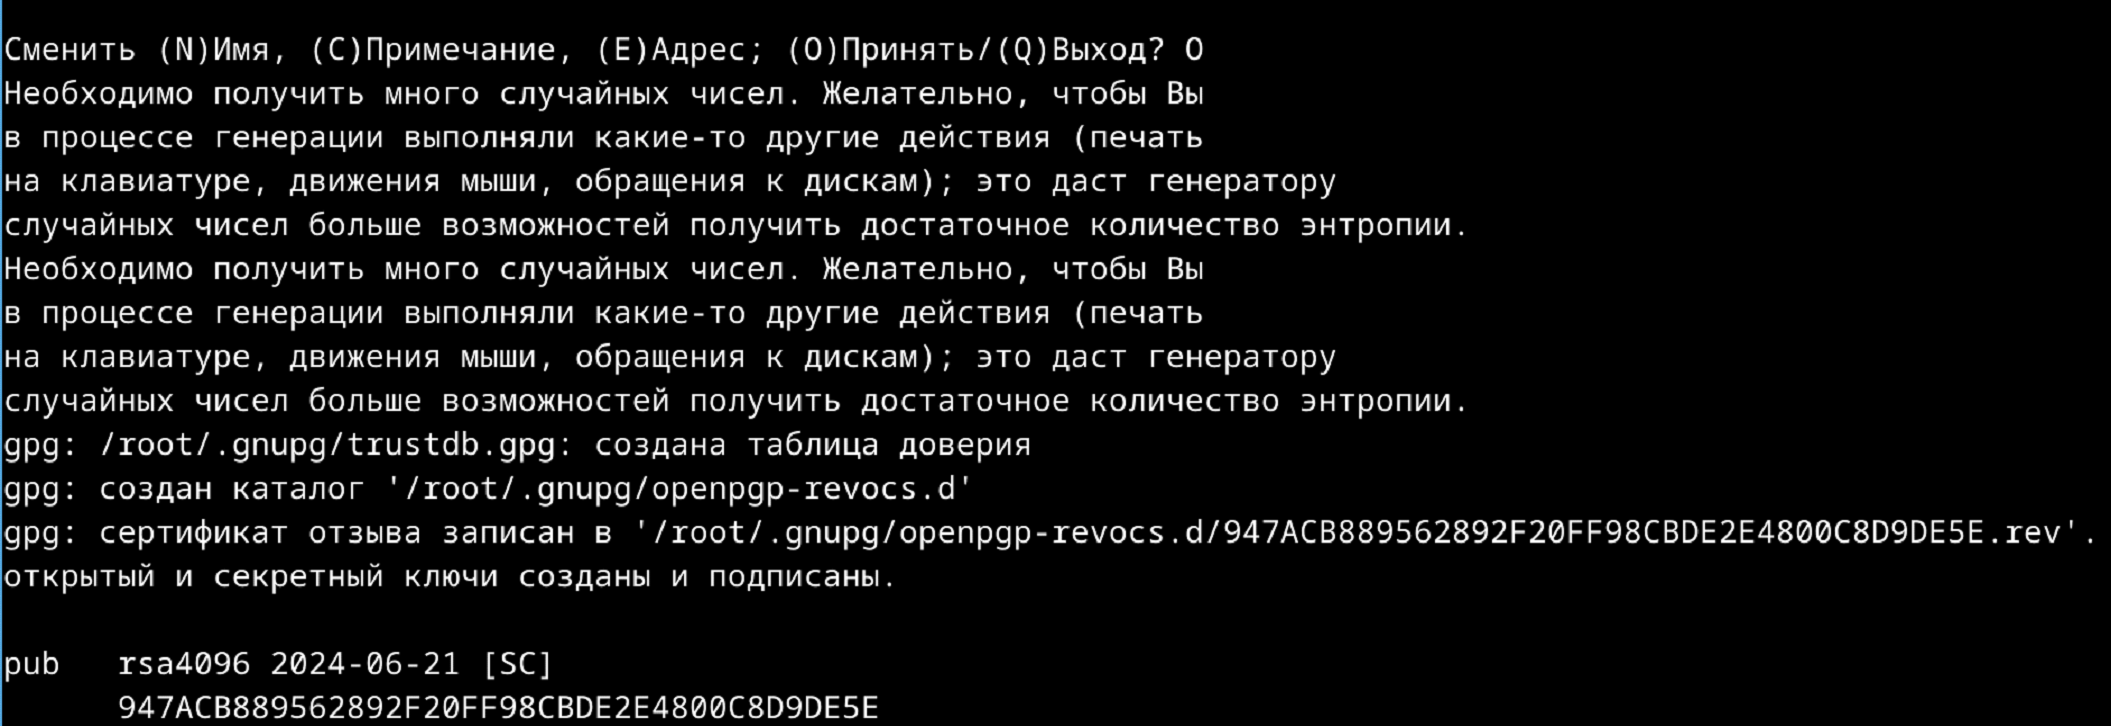 Сменить (N)Имя, (C)Примечание, (E)Адрес; (O)Принять/(Q)Выход? O
Необходимо получить много случайных чисел. Желательно, чтобы Вы
в процессе генерации выполняли какие-то другие действия (печать
на клавиатуре, движения мыши, обращения к дискам); это даст генератору
случайных чисел больше возможностей получить достаточное количество энтропии.
Необходимо получить много случайных чисел. Желательно, чтобы Вы
в процессе генерации выполняли какие-то другие действия (печать
на клавиатуре, движения мыши, обращения к дискам); это даст генератору
случайных чисел больше возможностей получить достаточное количество энтропии.
gpg: /root/.gnupg/trustdb.gpg: создана таблица доверия
gpg: создан каталог '/root/.gnupg/openpgp-revocs.d'
gpg: сертификат отзыва записан в '/root/.gnupg/openpgp-revocs.d/947ACB889562892F20FF98CBDE2E4800C8D9DE5E.rev'.
открытый и секретный ключи созданы и подписаны.
pub   rsa4096 2024-06-21 [SC]
      947ACB889562892F20FF98CBDE2E4800C8D9DE5E